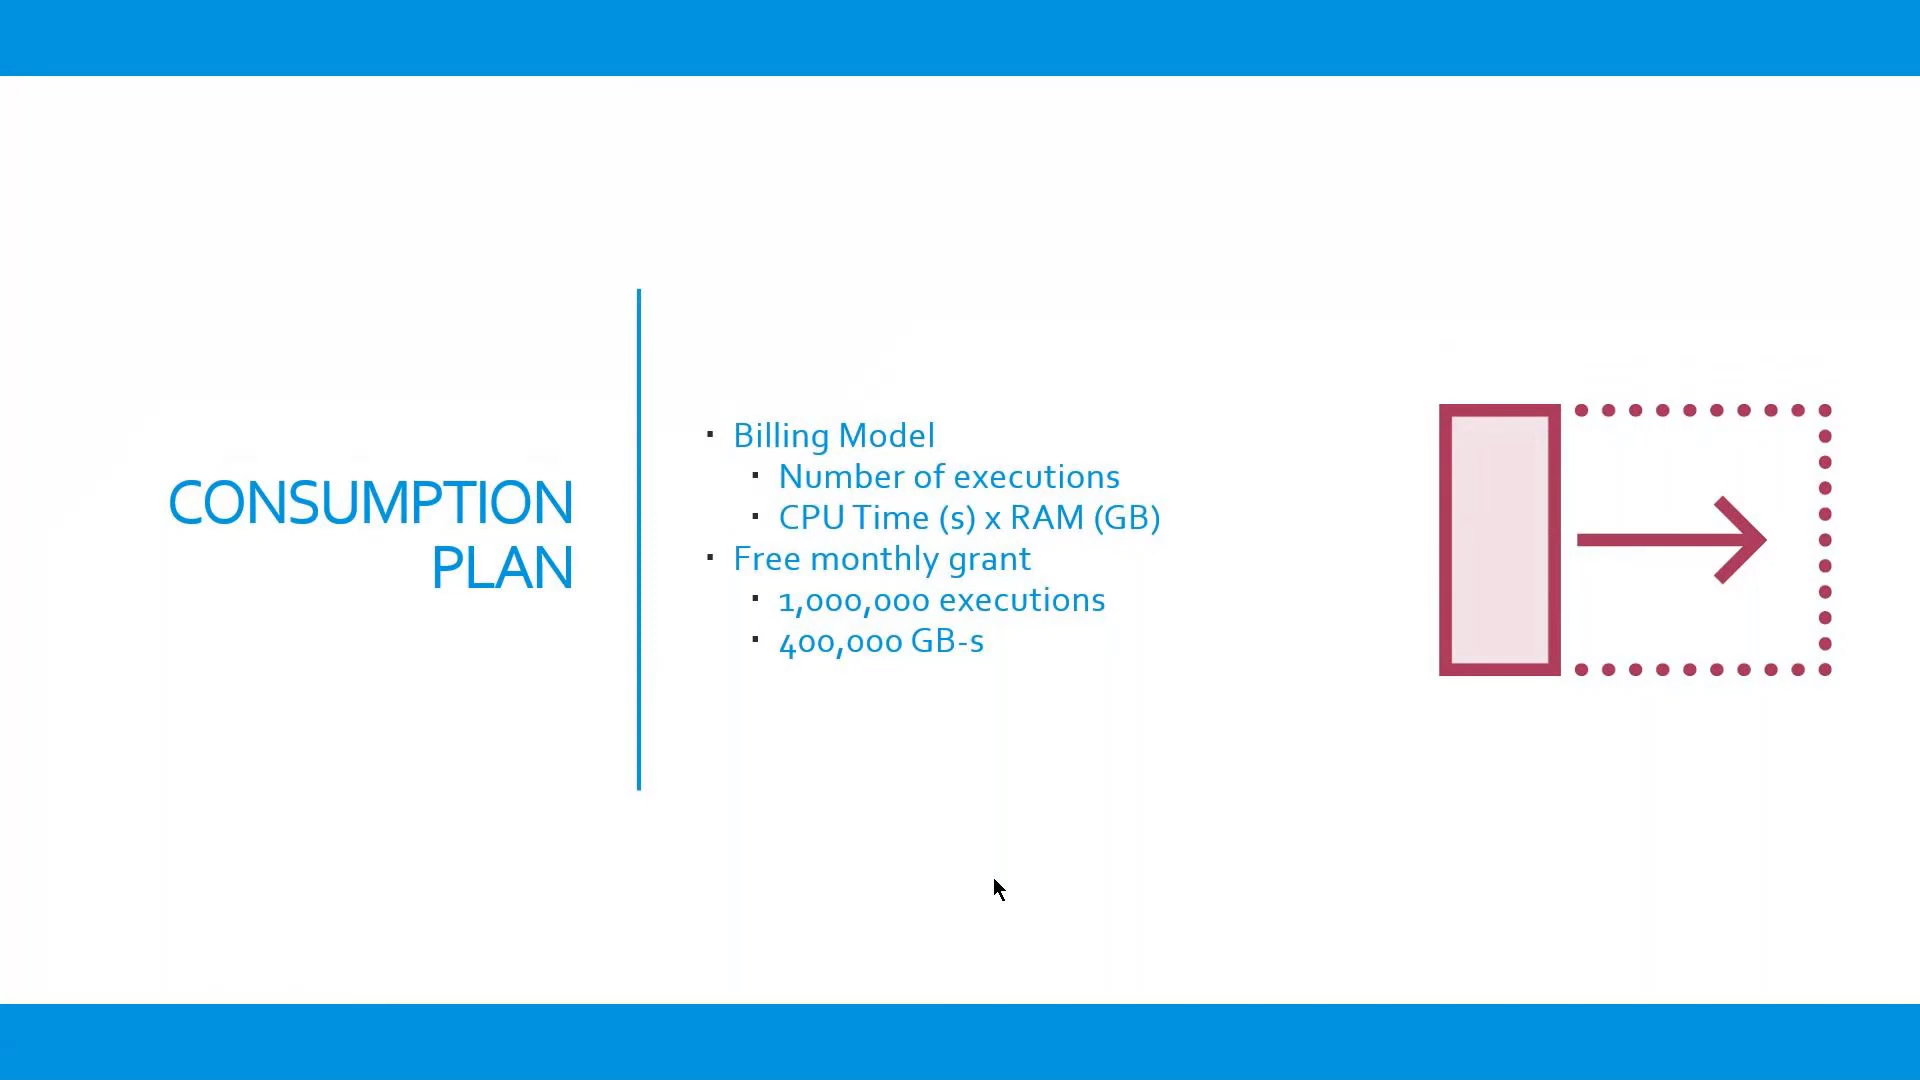 CONSUMPTION
PLAN
▪ Billing Model
▪ Number of executions
▪ CPU Time (s) x RAM (GB)
▪ Free monthly grant
▪ 1,000,000 executions
▪ 400,000 GB-s